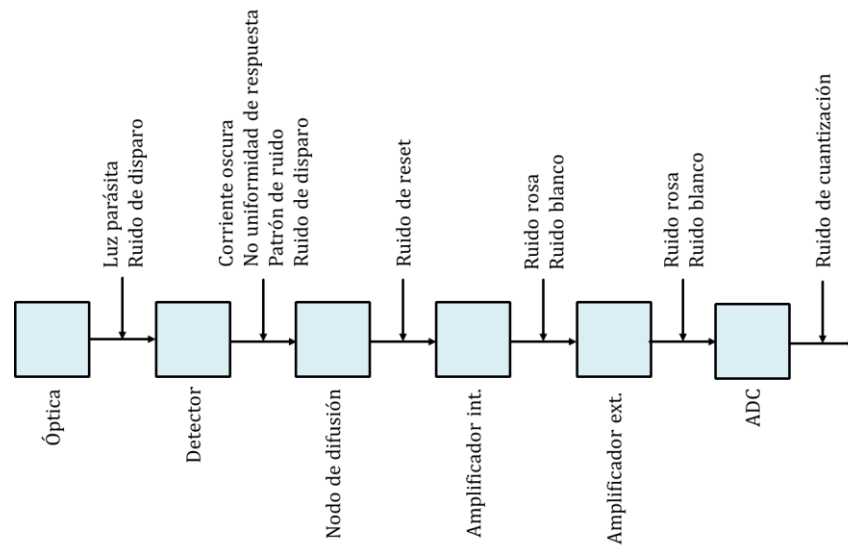 Óptica
Luz parásita
Ruido de disparo
Detector
Corriente oscura
No uniformidad de respuesta
Patrón de ruido
Ruido de disparo
Nodo de difusión
Ruido de reset
Amplificador int.
Ruido rosa
Ruido blanco
Amplificador ext.
Ruido rosa
Ruido blanco
ADC
Ruido de cuantización